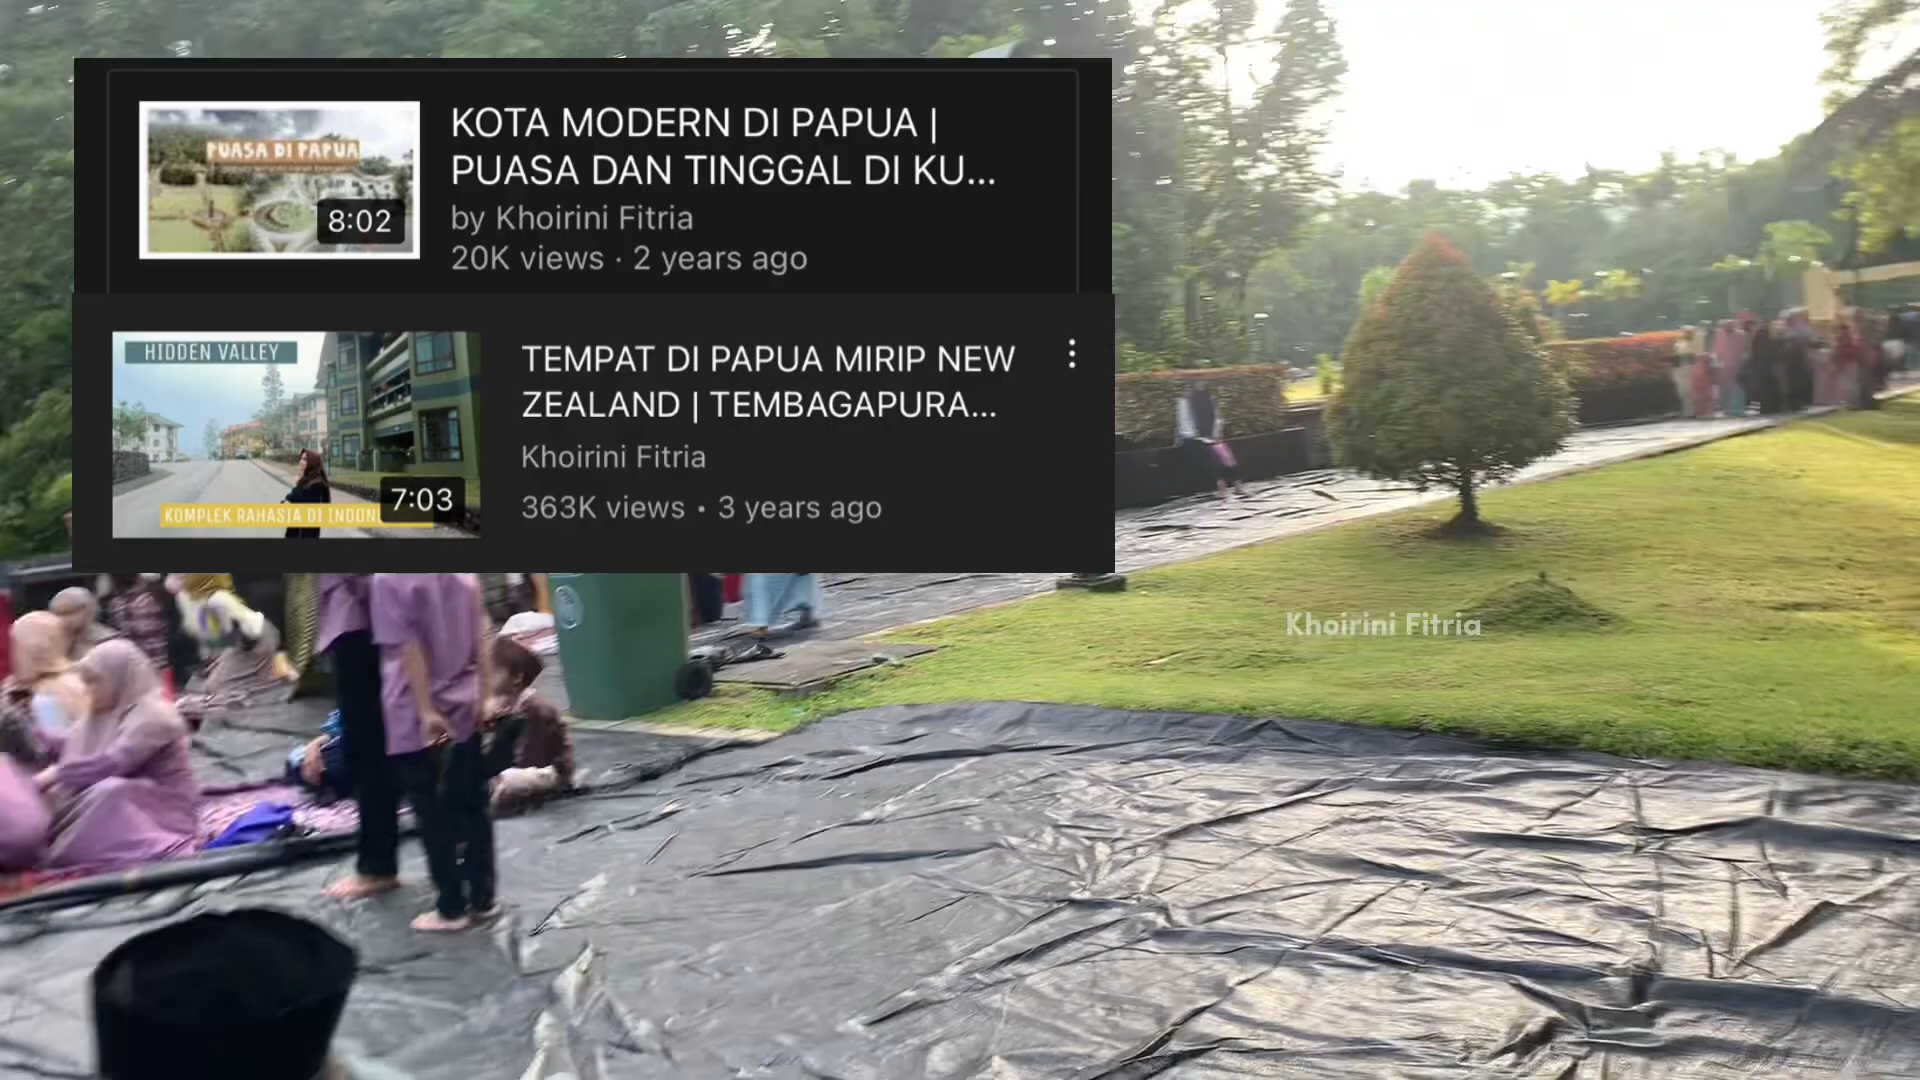 PUASA DI PAPUA
8:02
KOTA MODERN DI PAPUA |
PUASA DAN TINGGAL DI KU...
by Khoirini Fitria
20K views · 2 years ago
HIDDEN VALLEY
KOMPLEK RAHASIA DI INDON
7:03
TEMPAT DI PAPUA MIRIP NEW
ZEALAND | TEMBAGAPURA...
Khoirini Fitria
363K views • 3 years ago
Khoirini Fitria